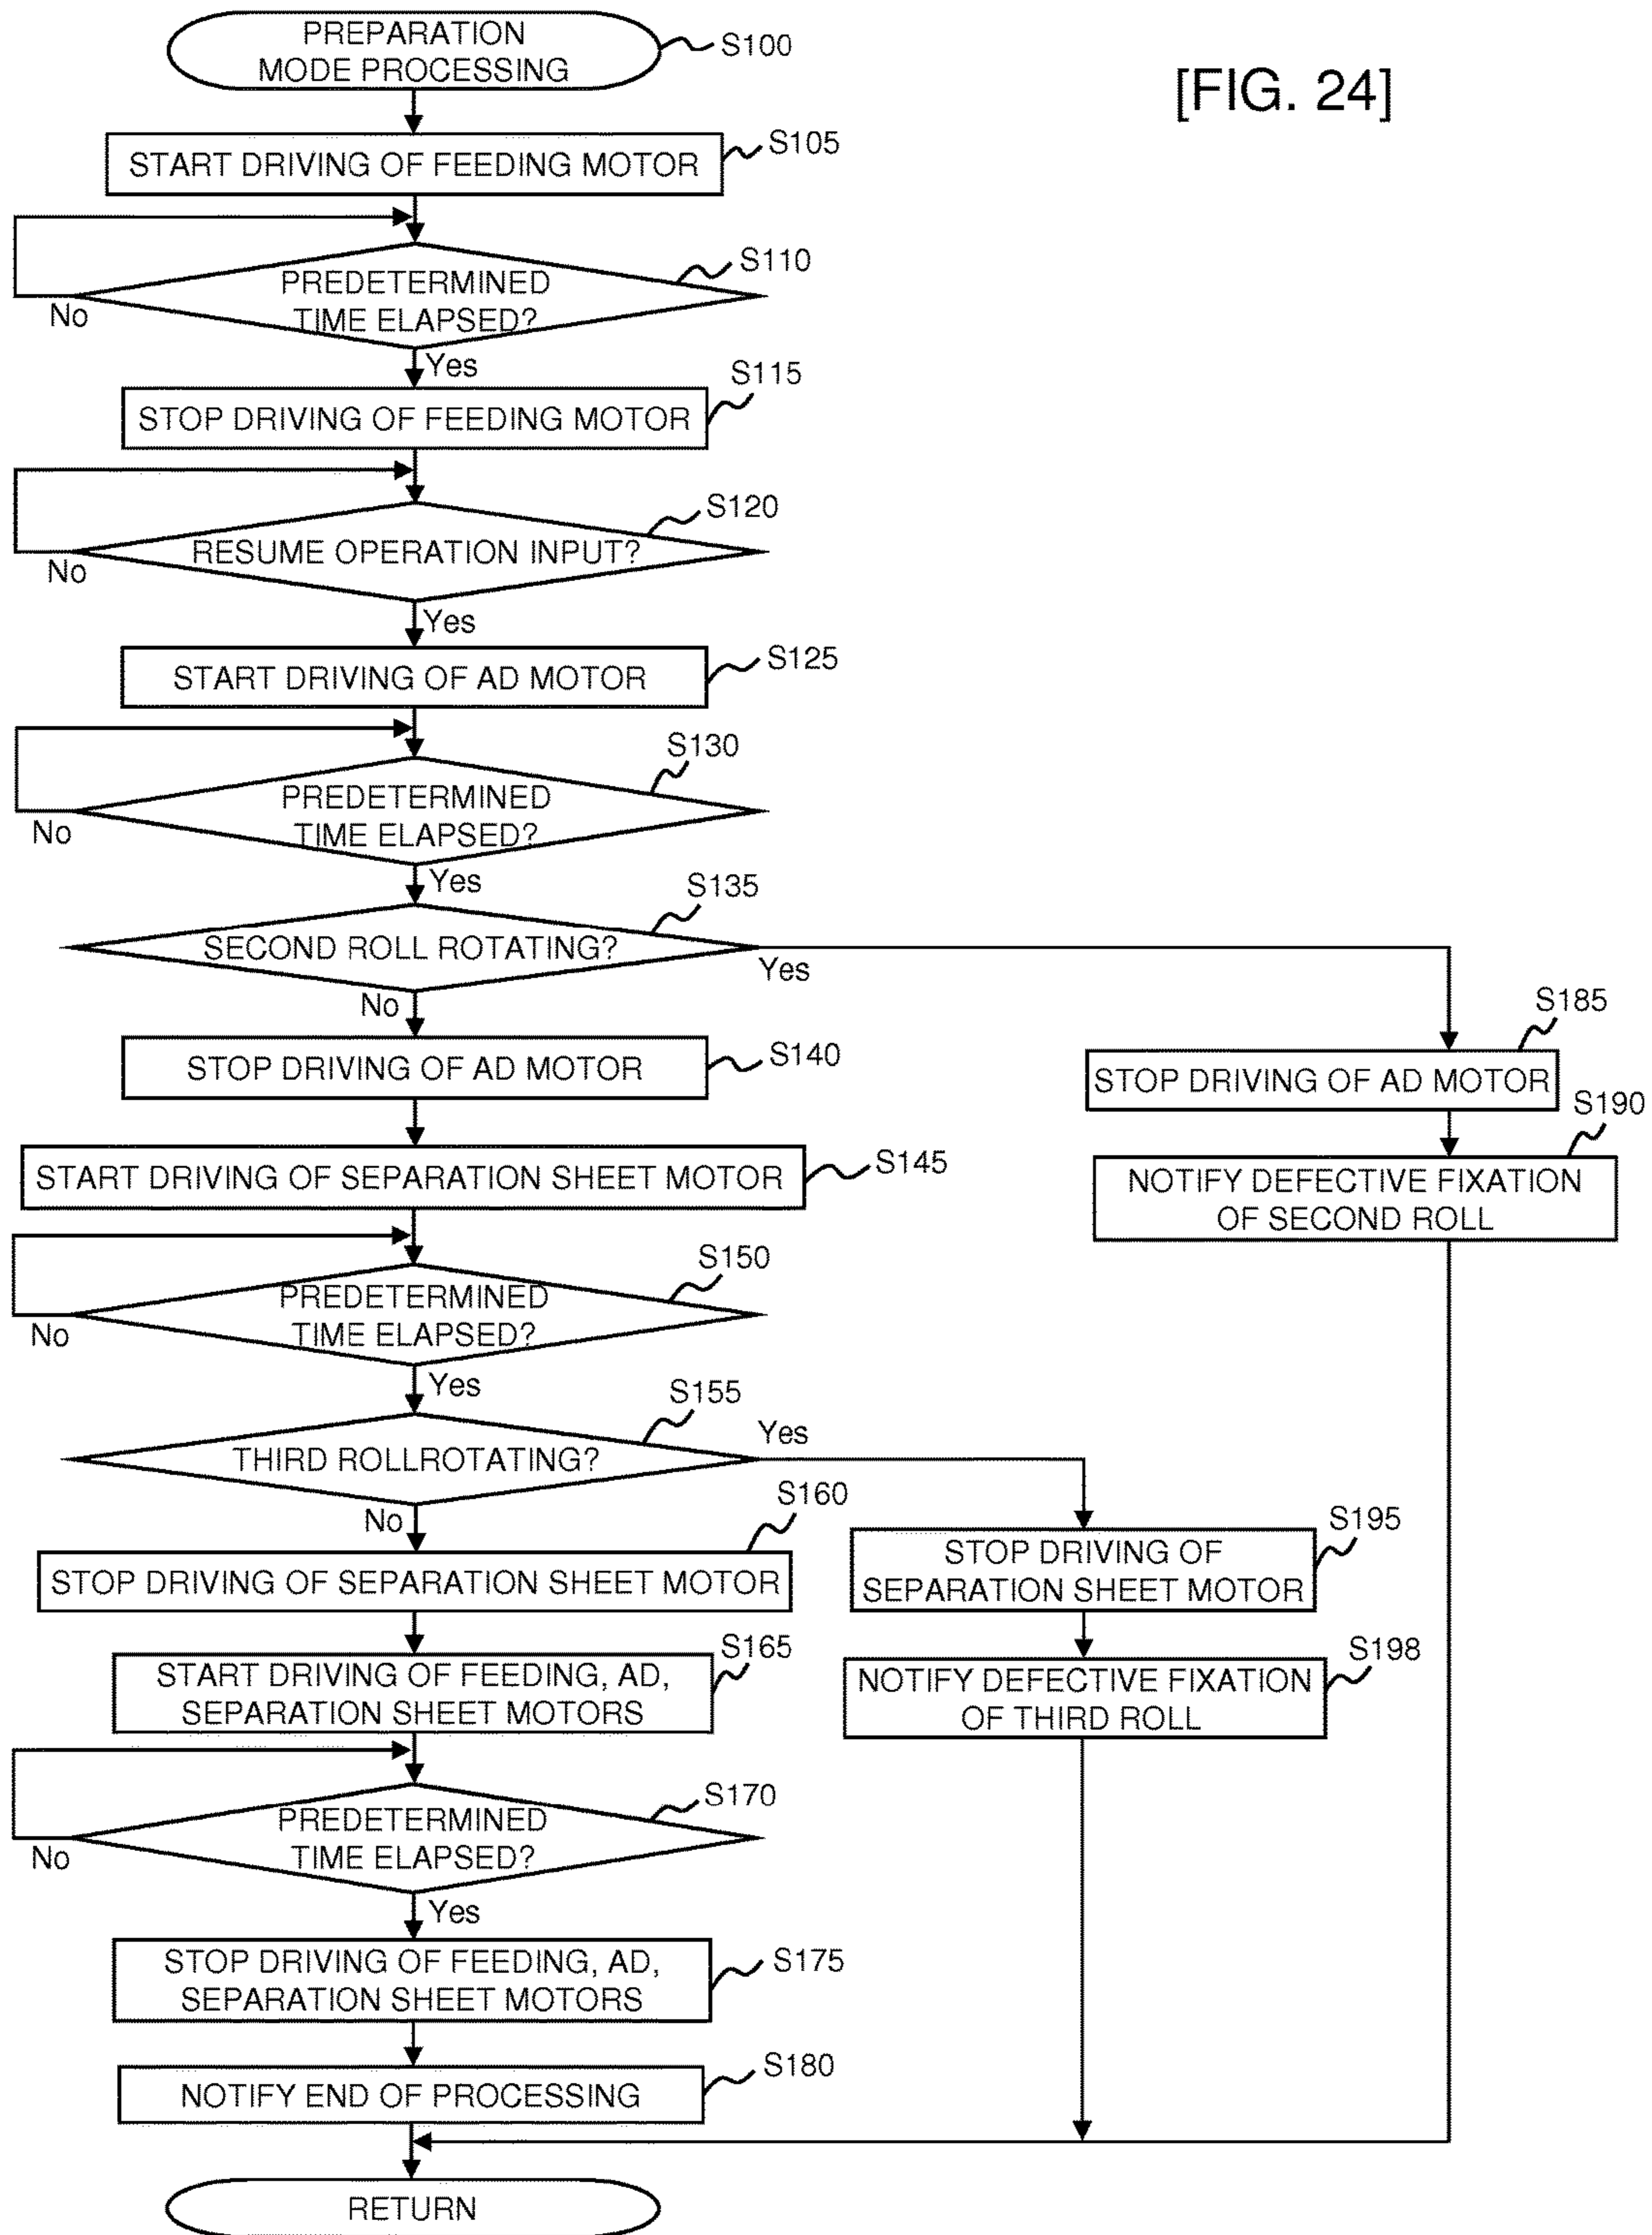 [FIG. 24]
PREPARATION
MODE PROCESSING
S100
START DRIVING OF FEEDING MOTOR
S105
PREDETERMINED
TIME ELAPSED?
S110
No
Yes
STOP DRIVING OF FEEDING MOTOR
S115
RESUME OPERATION INPUT?
S120
No
Yes
START DRIVING OF AD MOTOR
S125
PREDETERMINED
TIME ELAPSED?
S130
No
Yes
SECOND ROLL ROTATING?
S135
Yes
No
STOP DRIVING OF AD MOTOR
S140
STOP DRIVING OF AD MOTOR
S185
NOTIFY DEFECTIVE FIXATION
OF SECOND ROLL
S190
START DRIVING OF SEPARATION SHEET MOTOR
S145
PREDETERMINED
TIME ELAPSED?
S150
No
Yes
THIRD ROLLROTATING?
S155
Yes
No
STOP DRIVING OF SEPARATION SHEET MOTOR
S160
STOP DRIVING OF
SEPARATION SHEET MOTOR
S195
NOTIFY DEFECTIVE FIXATION
OF THIRD ROLL
S198
START DRIVING OF FEEDING, AD,
SEPARATION SHEET MOTORS
S165
PREDETERMINED
TIME ELAPSED?
S170
No
Yes
STOP DRIVING OF FEEDING, AD,
SEPARATION SHEET MOTORS
S175
NOTIFY END OF PROCESSING
S180
RETURN